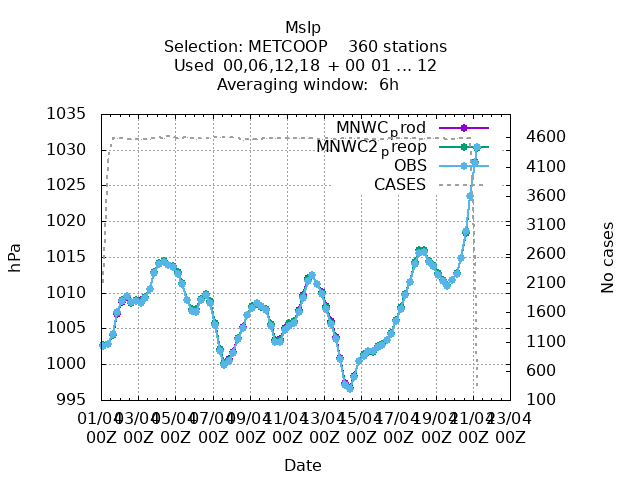 Mslp
Selection: METCOOP 360 stations
Used 00,06,12,18 + 00 01 ... 12
Averaging window: 6h
MNWC_prod
MNWC2_preop
OBS
CASES
hPa
1035
1030
1025
1020
1015
1010
1005
1000
995
No cases
4600
4100
3600
3100
2600
2100
1600
1100
600
100
01/04 03/04 05/04 07/04 09/04 11/04 13/04 15/04 17/04 19/04 21/04 23/04
00Z 00Z 00Z 00Z 00Z 00Z 00Z 00Z 00Z 00Z 00Z 00Z
Date